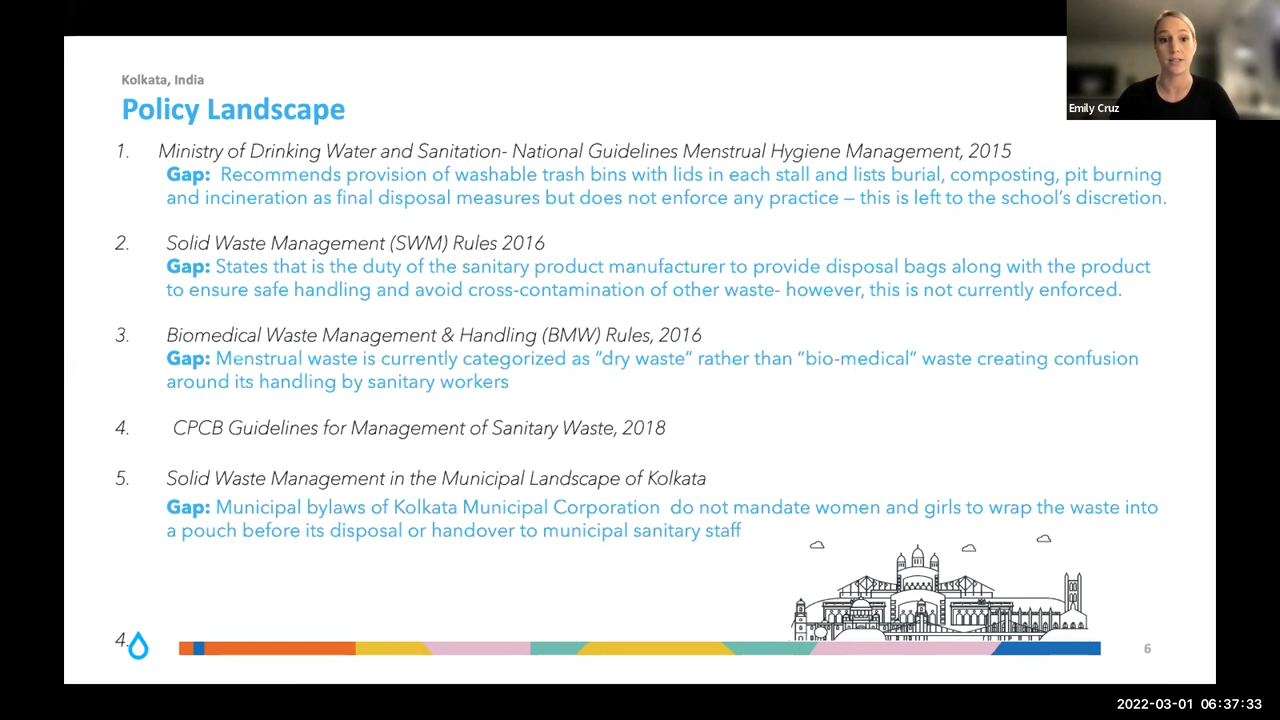 Kolkata, India
Policy Landscape
Emily Cruz
1. Ministry of Drinking Water and Sanitation- National Guidelines Menstrual Hygiene Management, 2015
Gap: Recommends provision of washable trash bins with lids in each stall and lists burial, composting, pit burning
and incineration as final disposal measures but does not enforce any practice – this is left to the school's discretion.
2. Solid Waste Management (SWM) Rules 2016
Gap: States that is the duty of the sanitary product manufacturer to provide disposal bags along with the product
to ensure safe handling and avoid cross-contamination of other waste- however, this is not currently enforced.
3. Biomedical Waste Management & Handling (BMW) Rules, 2016
Gap: Menstrual waste is currently categorized as "dry waste" rather than "bio-medical" waste creating confusion
around its handling by sanitary workers
4. CPCB Guidelines for Management of Sanitary Waste, 2018
5. Solid Waste Management in the Municipal Landscape of Kolkata
Gap: Municipal bylaws of Kolkata Municipal Corporation do not mandate women and girls to wrap the waste into
a pouch before its disposal or handover to municipal sanitary staff
4.
6
2022-03-01 06:37:33